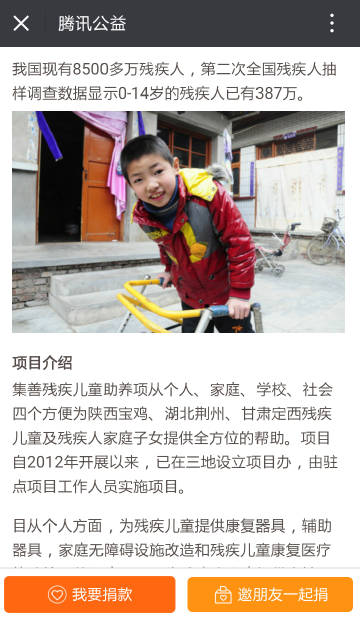 腾讯公益
我国现有8500多万残疾人，第二次全国残疾人抽
样调查数据显示0-14岁的残疾人已有387万。
项目介绍
集善残疾儿童助养项从个人、家庭、学校、社会
四个方便为陕西宝鸡、湖北荆州、甘肃定西残疾
儿童及残疾人家庭子女提供全方位的帮助。项目
自2012年开展以来，已在三地设立项目办，由驻
点项目工作人员实施项目。
目从个人方面，为残疾儿童提供康复器具，辅助
器具，家庭无障碍设施改造和残疾儿童康复医疗
我要捐款
邀朋友一起捐